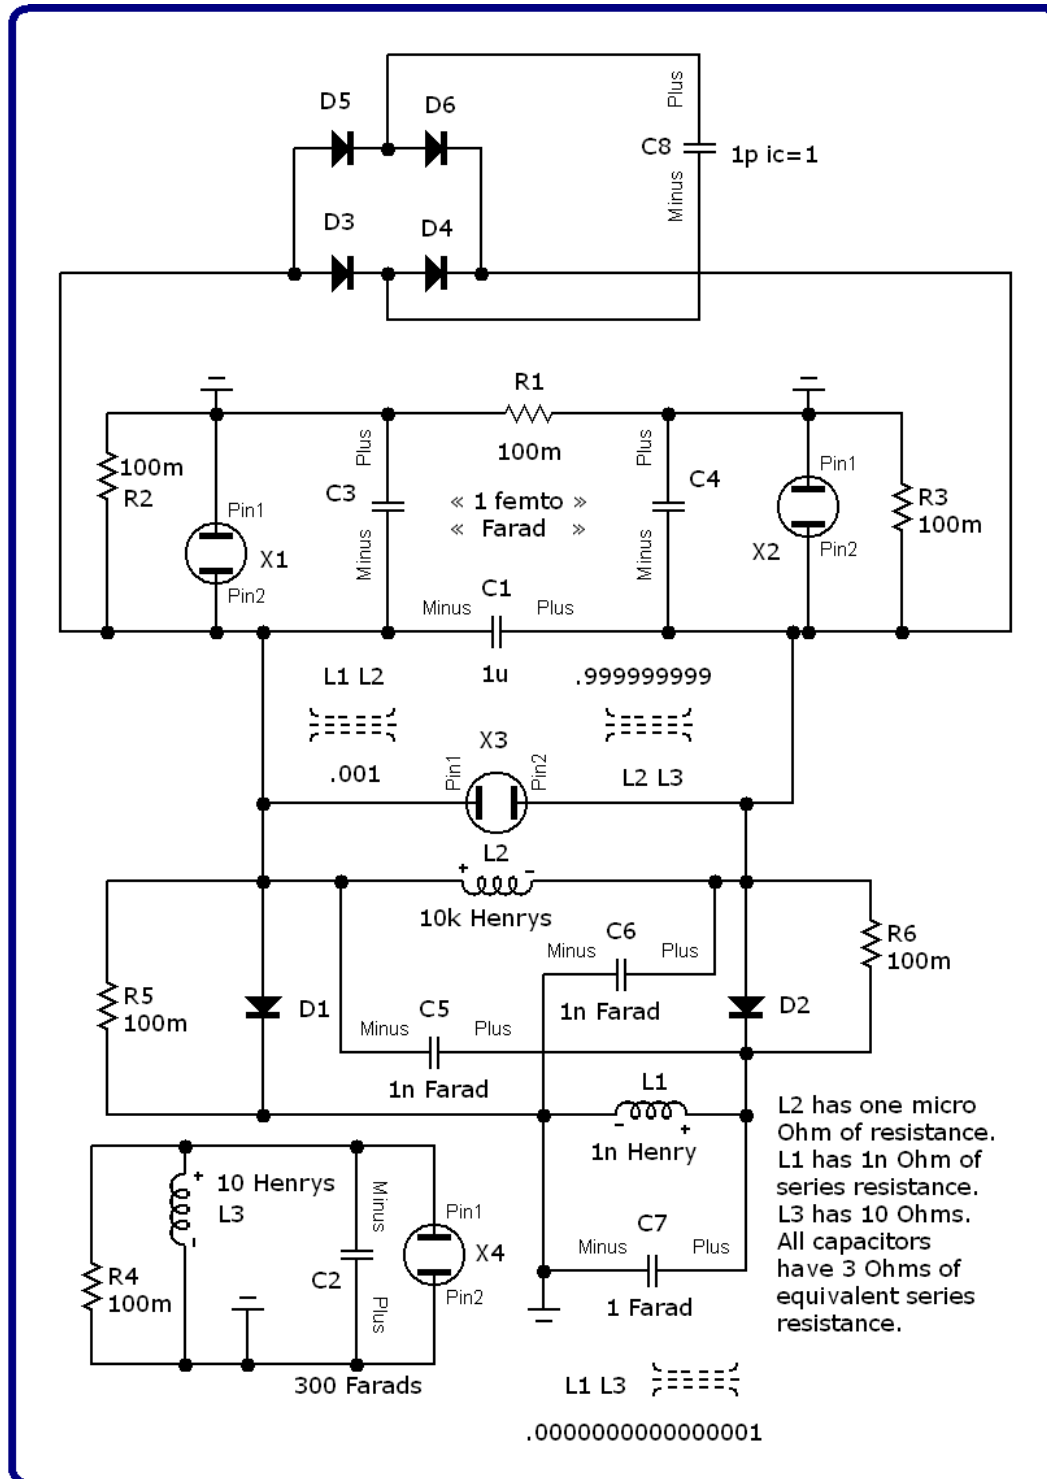 D5
D6
Plus
C8
1p ic=1
Minus
D3
D4
R1
100m
100m
R2
Plus
C3
Minus
« 1 femto »
« Farad »
Plus
C4
Minus
Pin1
X2
Pin2
R3
100m
Pin1
X1
Pin2
Minus
C1
Plus
1u
L1 L2
.001
.999999999
L2 L3
X3
Pin1
Pin2
L2
+
-
10k Henrys
C6
Minus
Plus
1n Farad
R6
100m
R5
100m
D1
D2
C5
Minus
Plus
1n Farad
L1
-
+
1n Henry
+
10 Henrys
L3
-
Minus
C2
Plus
300 Farads
Pin1
X4
Pin2
R4
100m
C7
Minus
Plus
1 Farad
L2 has one micro
Ohm of resistance.
L1 has 1n Ohm of
series resistance.
L3 has 10 Ohms.
All capacitors
have 3 Ohms of
equivalent series
resistance.
L1 L3
.0000000000000001